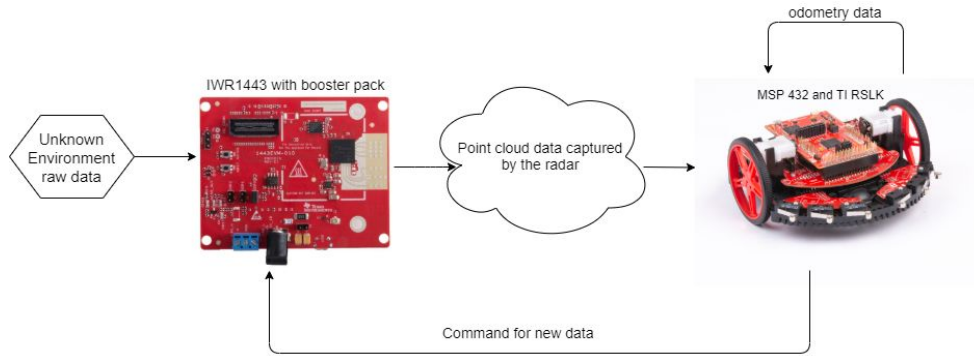 odometry data
IWR1443 with booster pack
MSP 432 and TI RSLK
Unknown
Environment
raw data
Point cloud data captured
by the radar
Command for new data